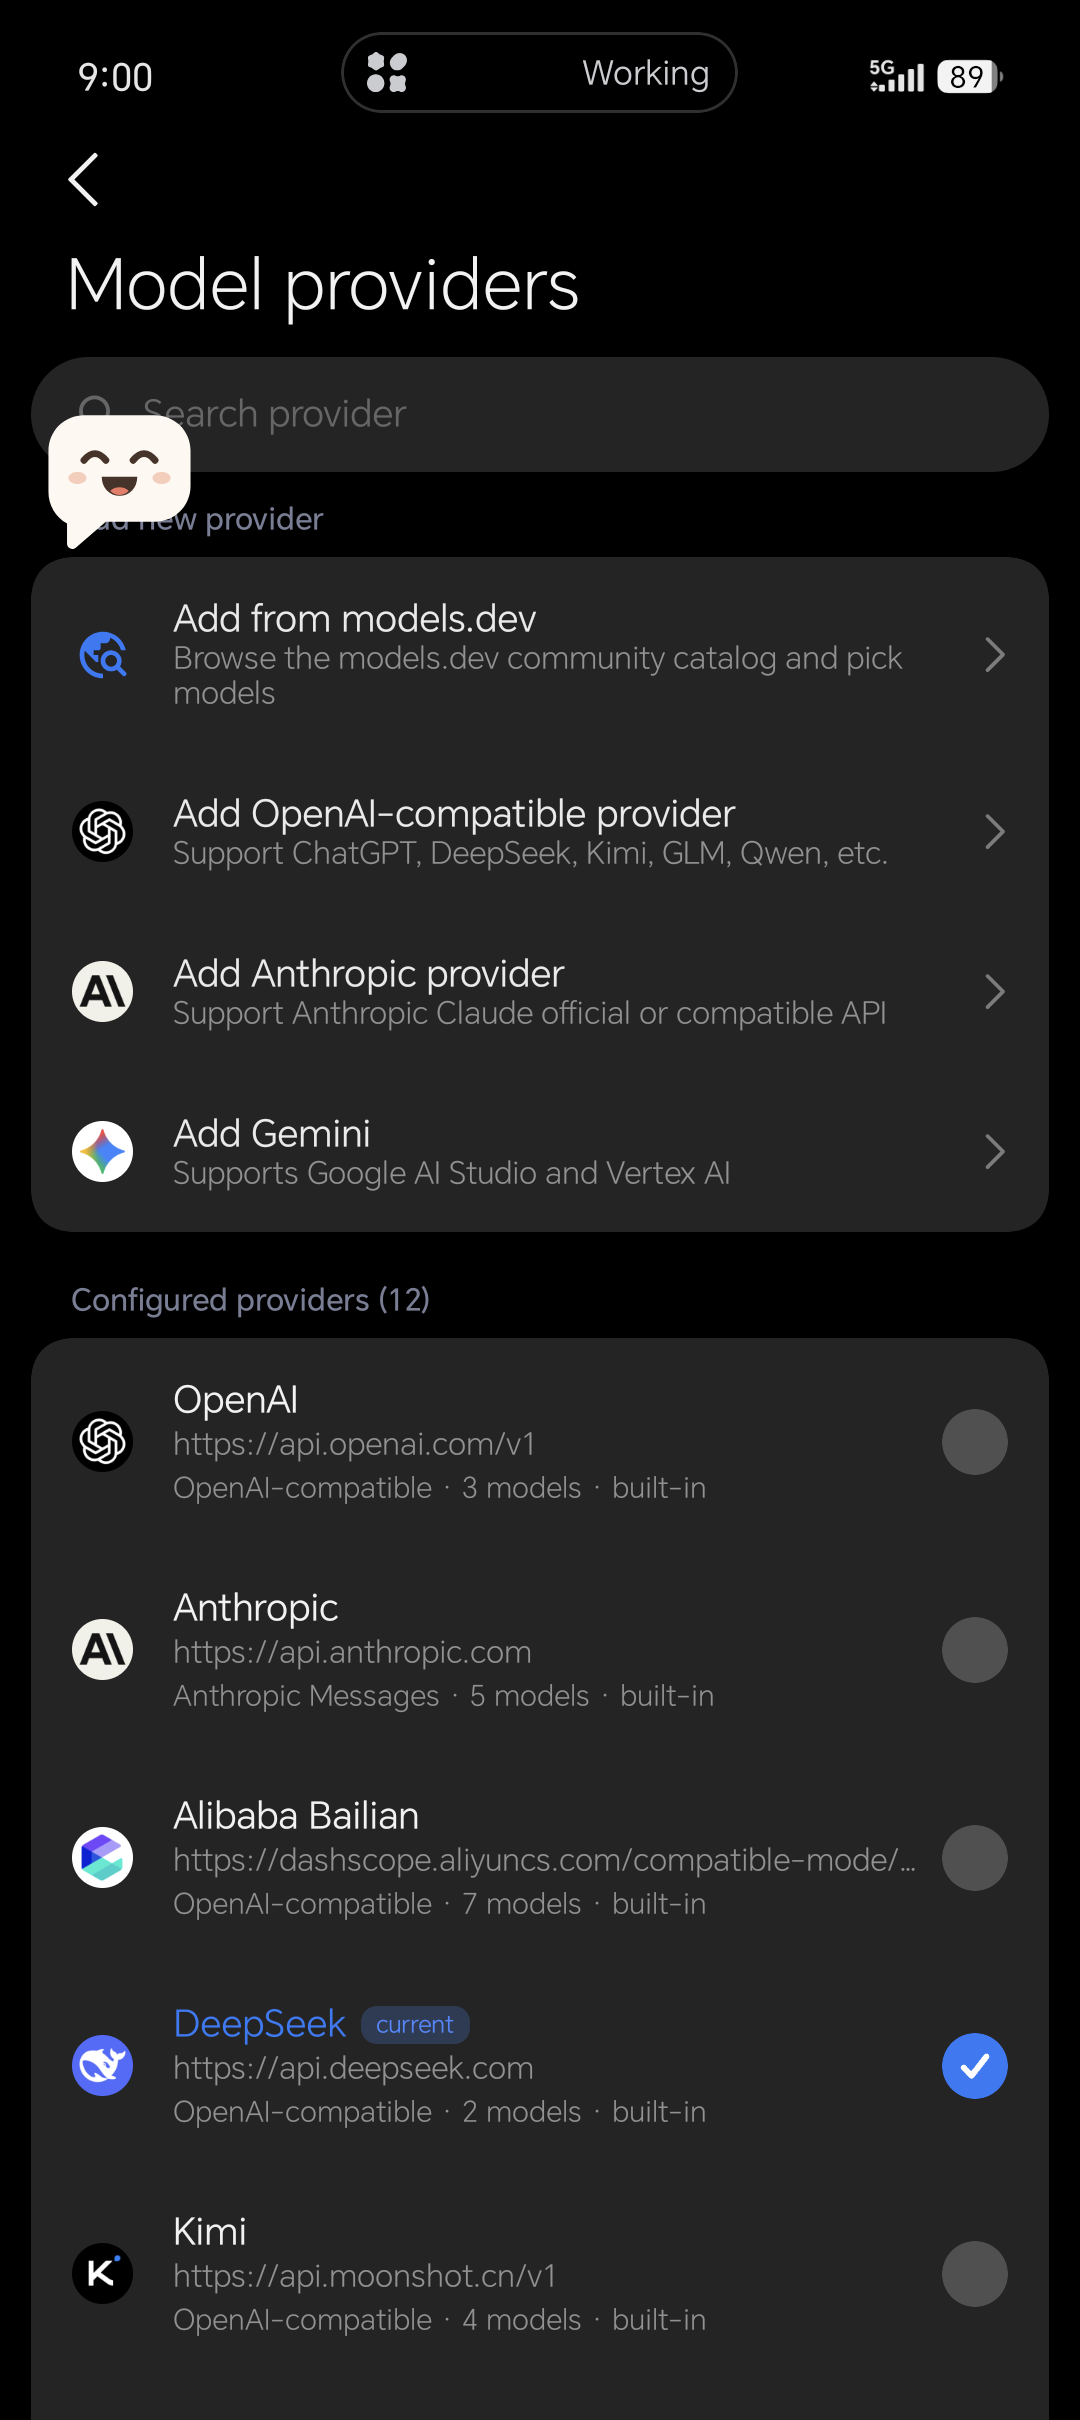 9:00
Working
5G
89
Model providers
Search provider
new provider
Add from models.dev
Browse the models.dev community catalog and pick
models
Add OpenAI-compatible provider
Support ChatGPT, DeepSeek, Kimi, GLM, Qwen, etc.
Add Anthropic provider
Support Anthropic Claude official or compatible API
Add Gemini
Supports Google AI Studio and Vertex AI
Configured providers (12)
OpenAI
https://api.openai.com/v1
OpenAI-compatible · 3 models · built-in
Anthropic
https://api.anthropic.com
Anthropic Messages · 5 models · built-in
Alibaba Bailian
https://dashscope.aliyuncs.com/compatible-mode/...
OpenAI-compatible · 7 models · built-in
DeepSeek current
https://api.deepseek.com
OpenAI-compatible · 2 models · built-in
Kimi
https://api.moonshot.cn/v1
OpenAI-compatible · 4 models · built-in